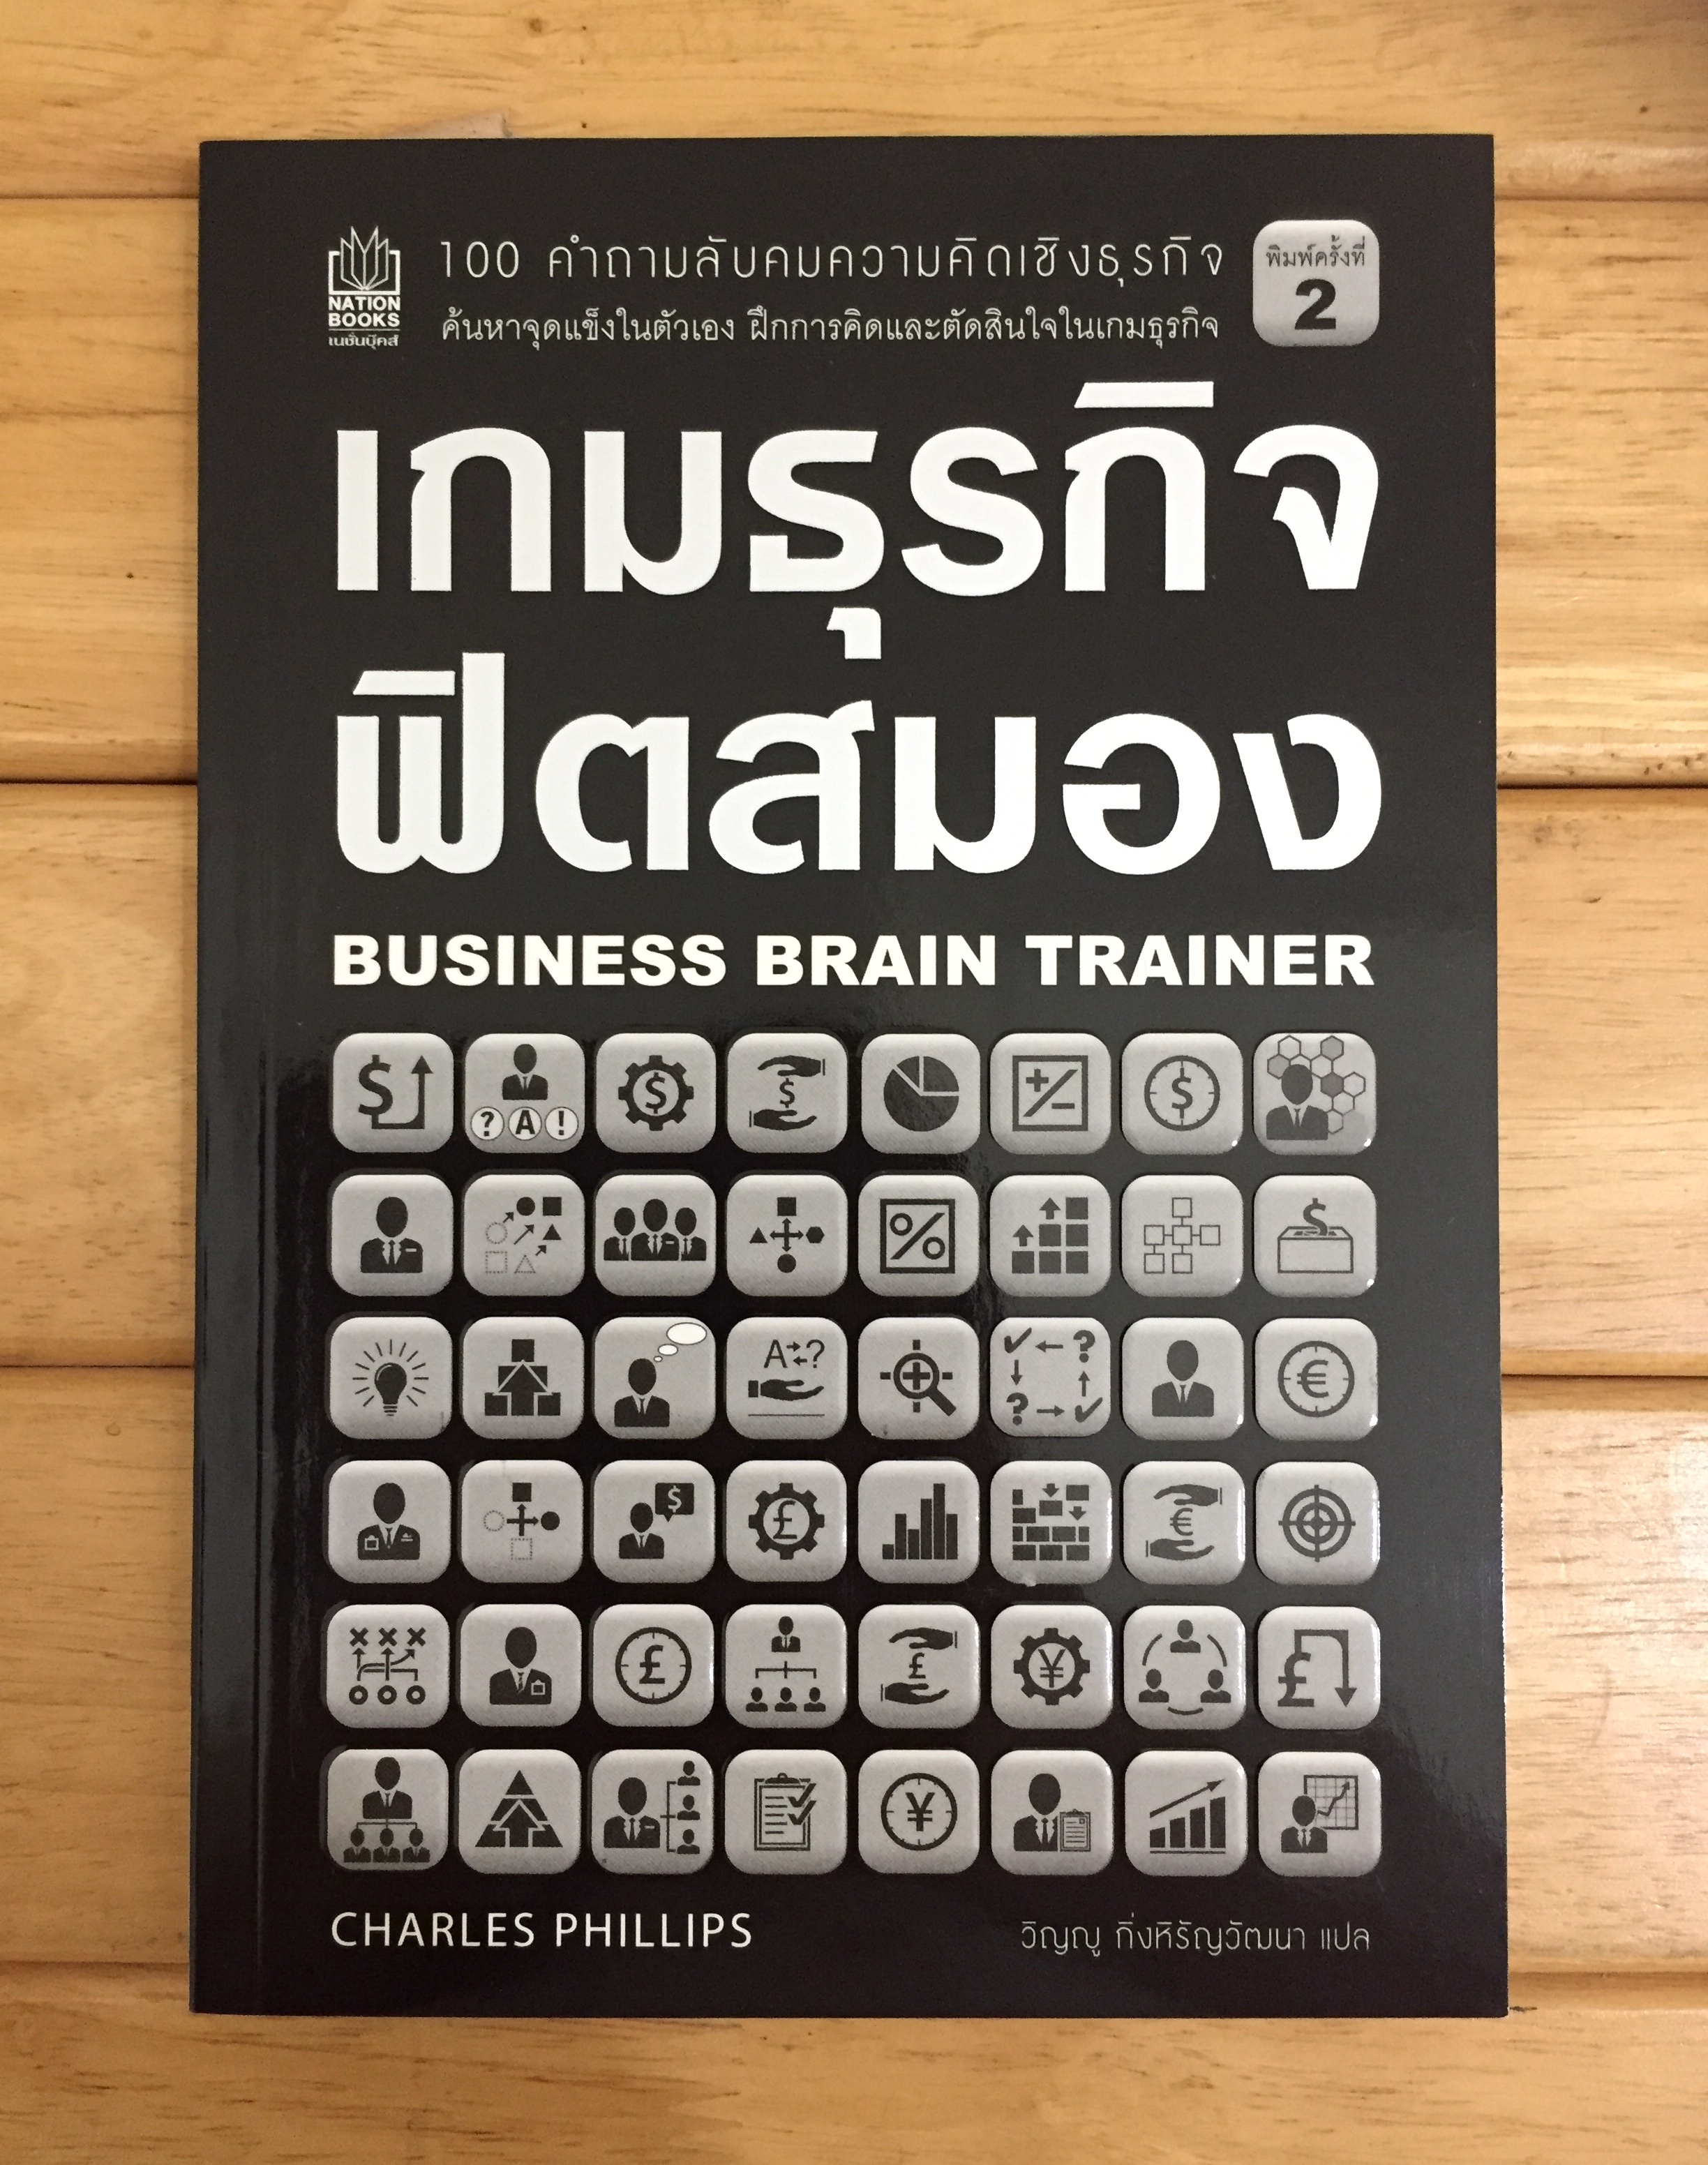 NATION
BOOKS
เนชั่นบุ๊คส์
100 คำถามลับคมความคิดเชิงธุรกิจ
ค้นหาจุดแข็งในตัวเอง ฝึกการคิดและตัดสินใจในเกมธุรกิจ
พิมพ์ครั้งที่
2
เกมธุรกิจ
ฟิตสมอง
BUSINESS BRAIN TRAINER
$
? A !
$
$
+ -
$
%
$
A ?
?
?
€
$
£
€
£
£
¥
£
¥
CHARLES PHILLIPS
วิญญู กิ่งหิรัญวัฒนา แปล